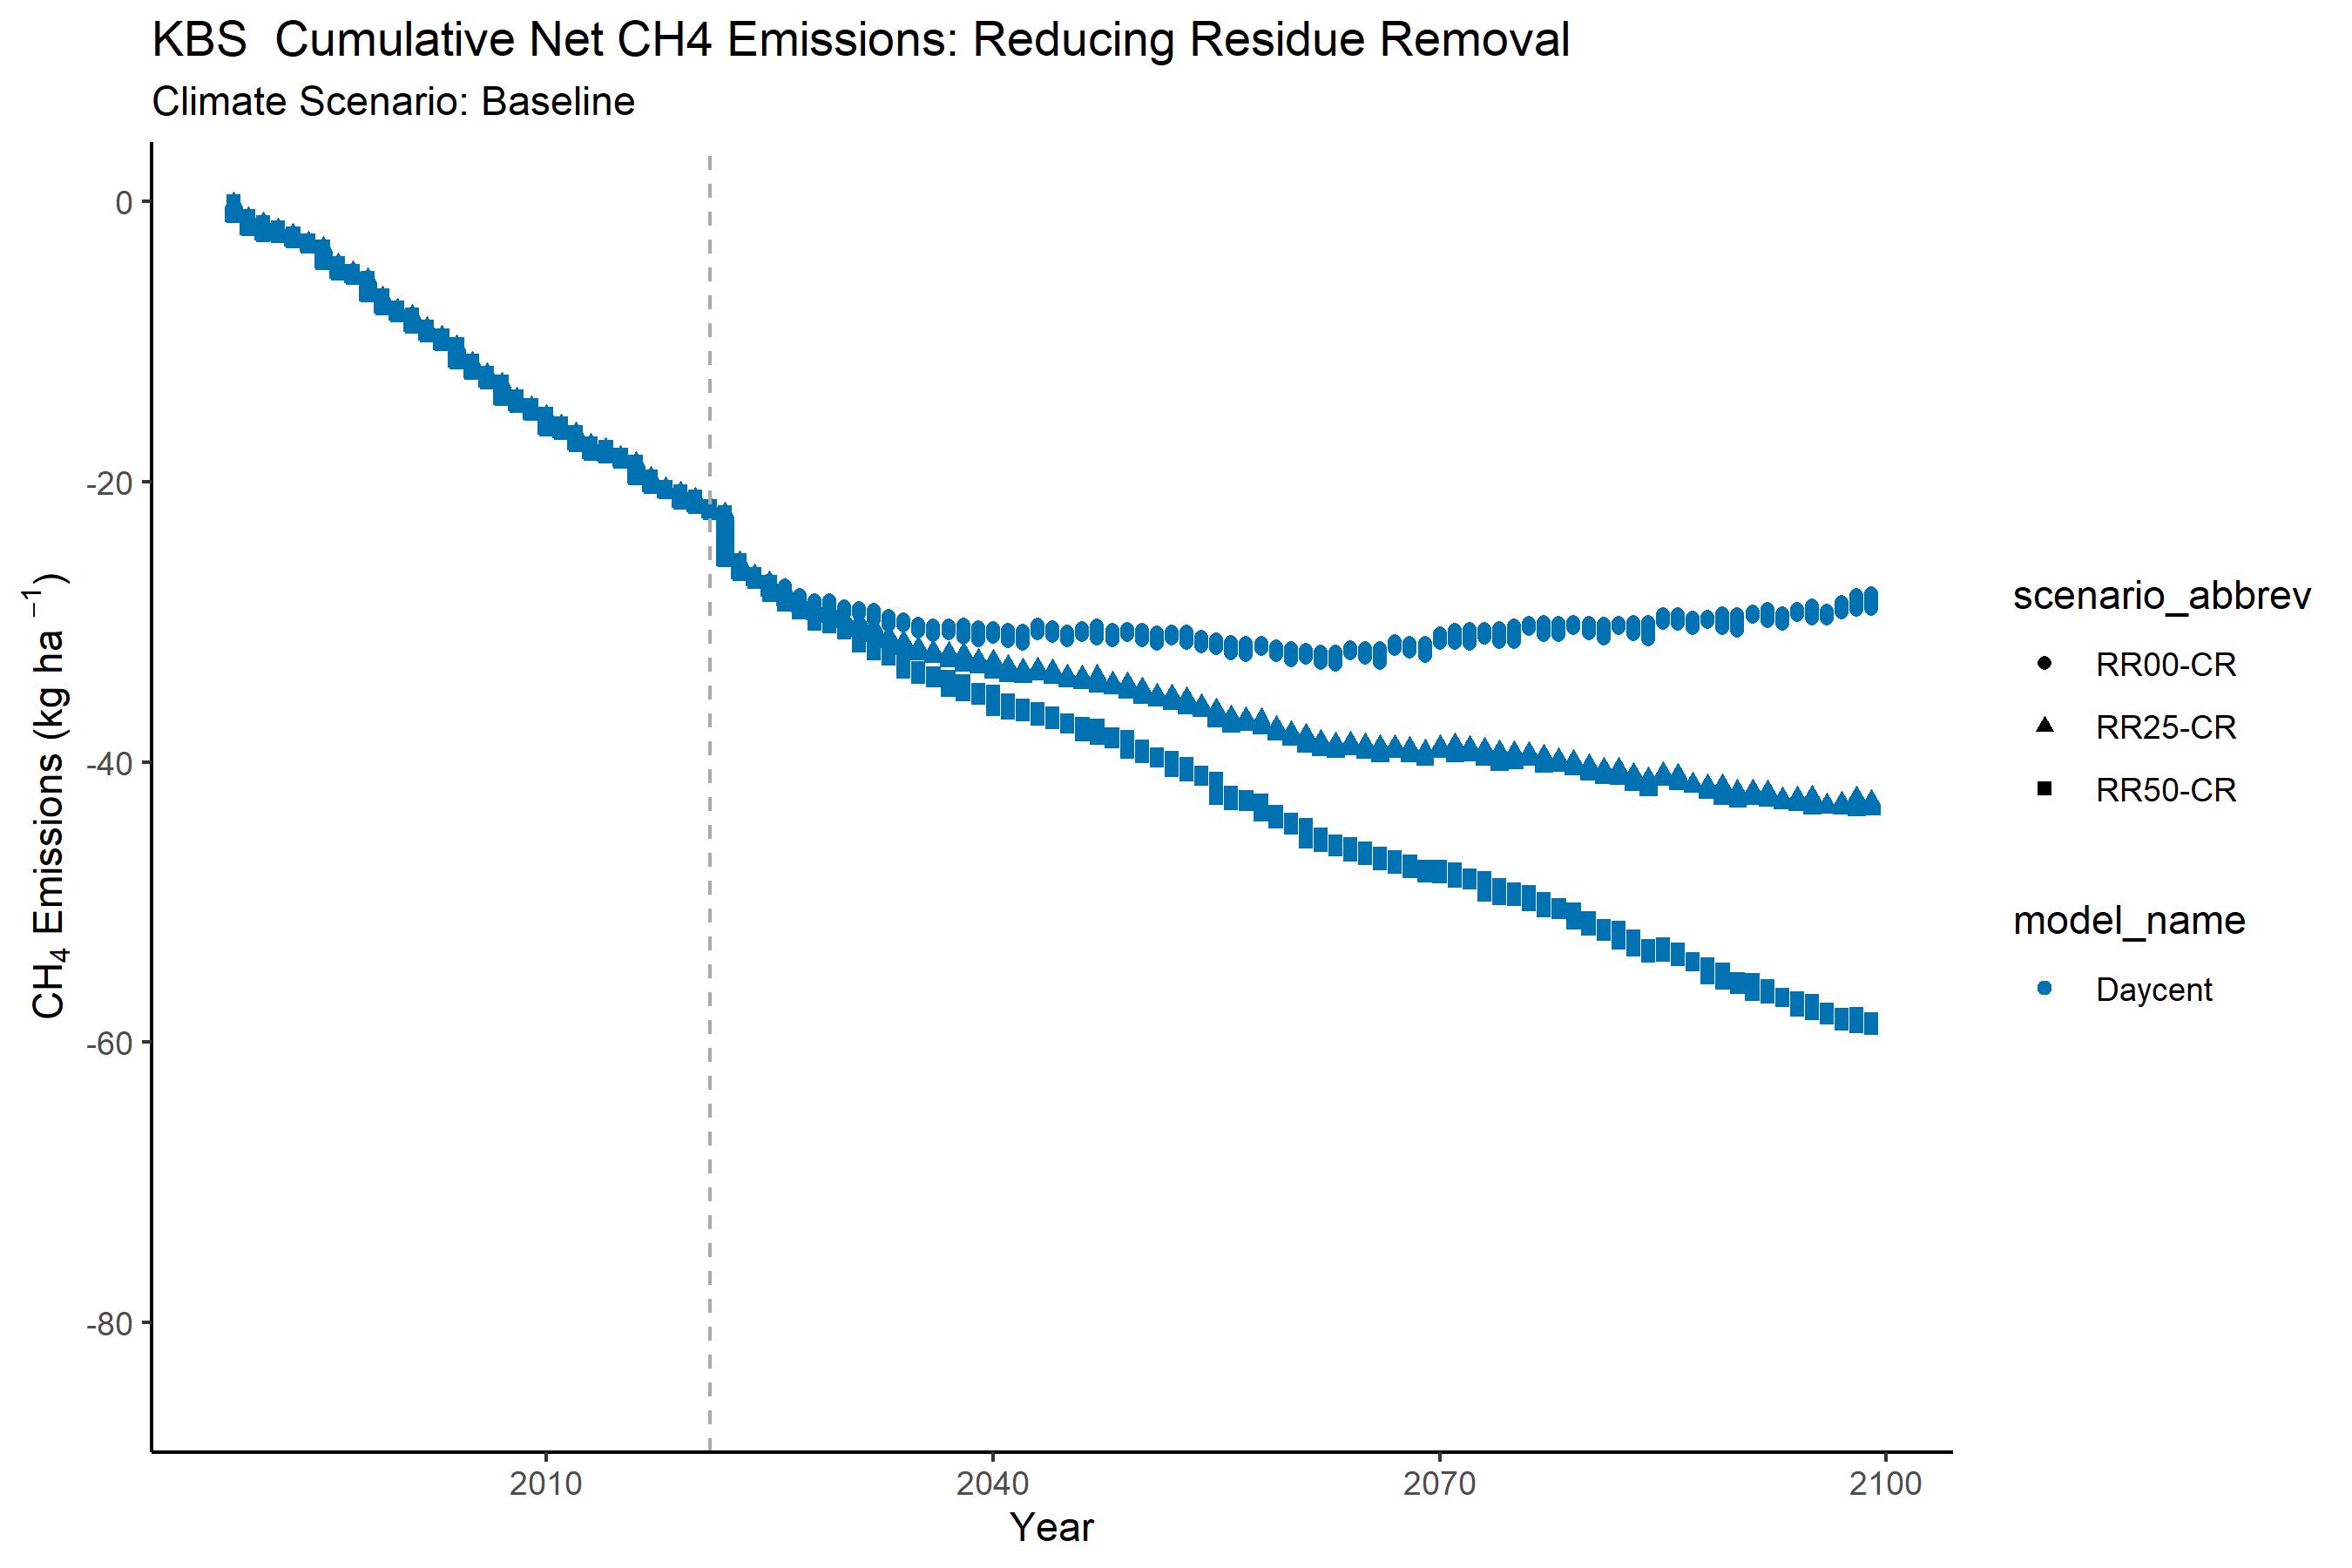 KBS  Cumulative Net CH4 Emissions: Reducing Residue Removal
Climate Scenario: Baseline
CH₄ Emissions (kg ha ⁻¹)
0
-20
-40
-60
-80
2010
2040
2070
2100
Year
scenario_abbrev
RR00-CR
RR25-CR
RR50-CR
model_name
Daycent